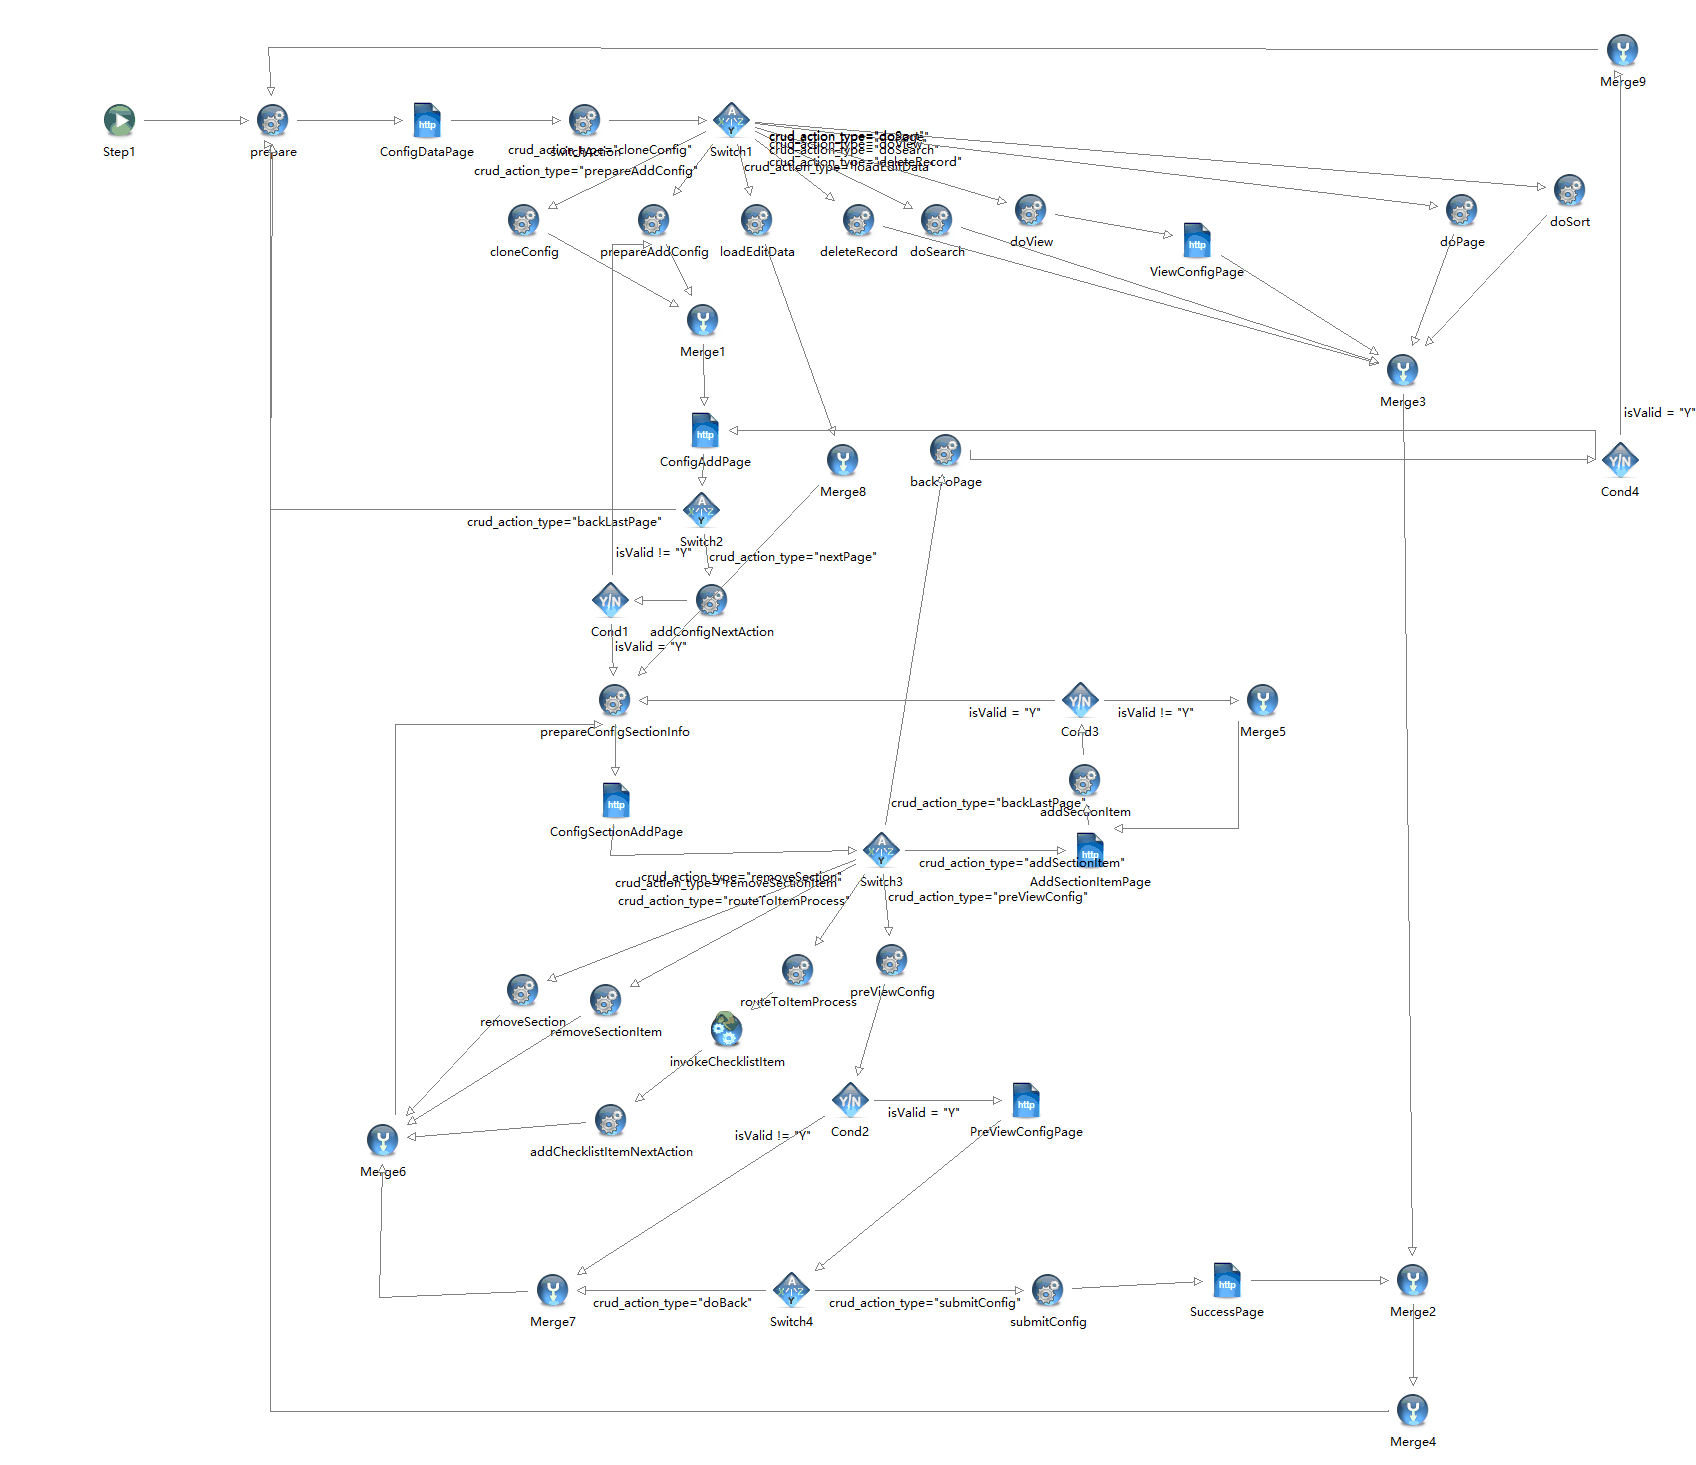 Merge9
Step1
prepare
ConfigDataPage
switchAction
Switch1
crud_action_type="cloneConfig"
crud_action_type="prepareAddConfig"
crud_action_type="doSort"
crud_action_type="doView"
crud_action_type="doSearch"
crud_action_type="deleteRecord"
crud_action_type="loadEditData"
cloneConfig
prepareAddConfig
loadEditData
deleteRecord
doSearch
doView
ViewConfigPage
doPage
doSort
Merge1
Merge3
isValid = "Y"
ConfigAddPage
Merge8
backToPage
Cond4
crud_action_type="backLastPage"
Switch2
isValid != "Y"
crud_action_type="nextPage"
Cond1
addConfigNextAction
isValid = "Y"
prepareConfigSectionInfo
isValid = "Y"
Cond3
isValid != "Y"
Merge5
crud_action_type="backLastPage"
addSectionItem
ConfigSectionAddPage
Switch3
crud_action_type="addSectionItem"
AddSectionItemPage
crud_action_type="removeSection"
crud_action_type="removeSectionItem"
crud_action_type="routeToItemProcess"
crud_action_type="preViewConfig"
removeSection
removeSectionItem
routeToItemProcess
preViewConfig
invokeChecklistItem
Cond2
isValid = "Y"
PreViewConfigPage
isValid != "Y"
addChecklistItemNextAction
Merge6
Merge7
crud_action_type="doBack"
Switch4
crud_action_type="submitConfig"
submitConfig
SuccessPage
Merge2
Merge4